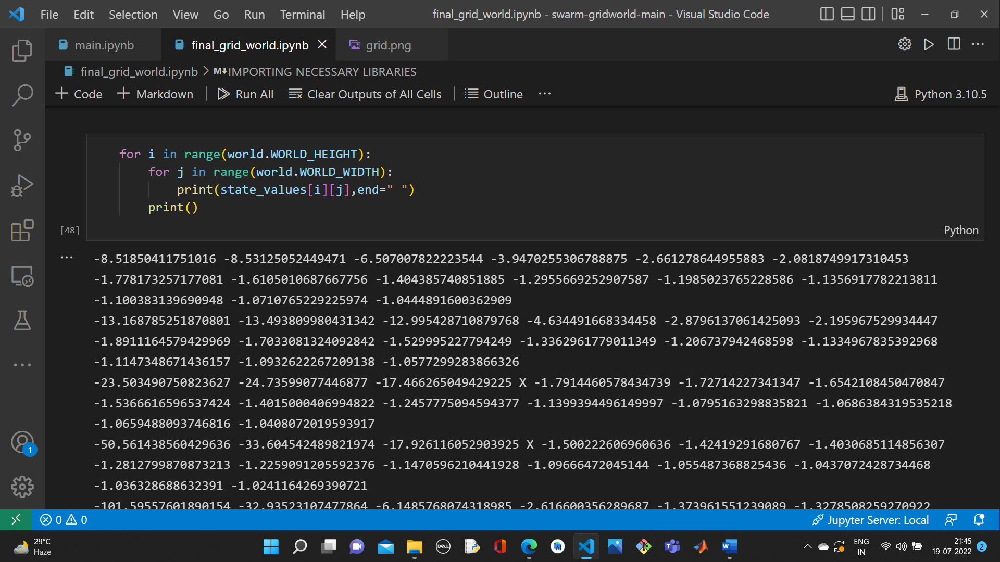 File Edit Selection View Go Run Terminal Help final_grid_world.ipynb - swarm-gridworld-main - Visual Studio Code
main.ipynb final_grid_world.ipynb grid.png
final_grid_world.ipynb > M↓IMPORTING NECESSARY LIBRARIES
+ Code + Markdown | Run All Clear Outputs of All Cells | Outline ... Python 3.10.5
for i in range(world.WORLD_HEIGHT):
for j in range(world.WORLD_WIDTH):
print(state_values[i][j],end=" ")
print()
[48] Python
-8.51850411751016 -8.53125052449471 -6.507007822223544 -3.9470255306788875 -2.661278644955883 -2.0818749917310453
-1.778173257177081 -1.6105010687667756 -1.404385740851885 -1.2955669252907587 -1.1985023765228586 -1.1356917782213811
-1.100383139690948 -1.0710765229225974 -1.0444891600362909
-13.168785251870801 -13.493809980431342 -12.995428710879768 -4.634491668334458 -2.8796137061425093 -2.195967529934447
-1.8911164579429969 -1.7033081324092842 -1.529995227794249 -1.3362961779011349 -1.206737942468598 -1.1334967835392968
-1.1147348671436157 -1.0932622267209138 -1.0577299283866326
-23.503490750823627 -24.73599077446877 -17.466265049429225 X -1.7914460578434739 -1.72714227341347 -1.6542108450470847
-1.5366616596537424 -1.4015000406994822 -1.2457775094594377 -1.1399394496149997 -1.0795163298835821 -1.0686384319535218
-1.0659488093746816 -1.0408072019593917
-50.561438560429636 -33.604542489821974 -17.926116052903925 X -1.500222606960636 -1.42419291680767 -1.4030685114856307
-1.2812799870873213 -1.2259091205592376 -1.1470596210441928 -1.09666472045144 -1.055487368825436 -1.0437072428734468
-1.036328688632391 -1.0241164269390721
-101.59557601890154 -32.93523107477864 -6.1485768074318985 -2.616600356289687 -1.373961551239089 -1.3278508259270922
1
0 0 Jupyter Server: Local
29°C
Haze
DELL
ENG
IN
21:45
19-07-2022
2